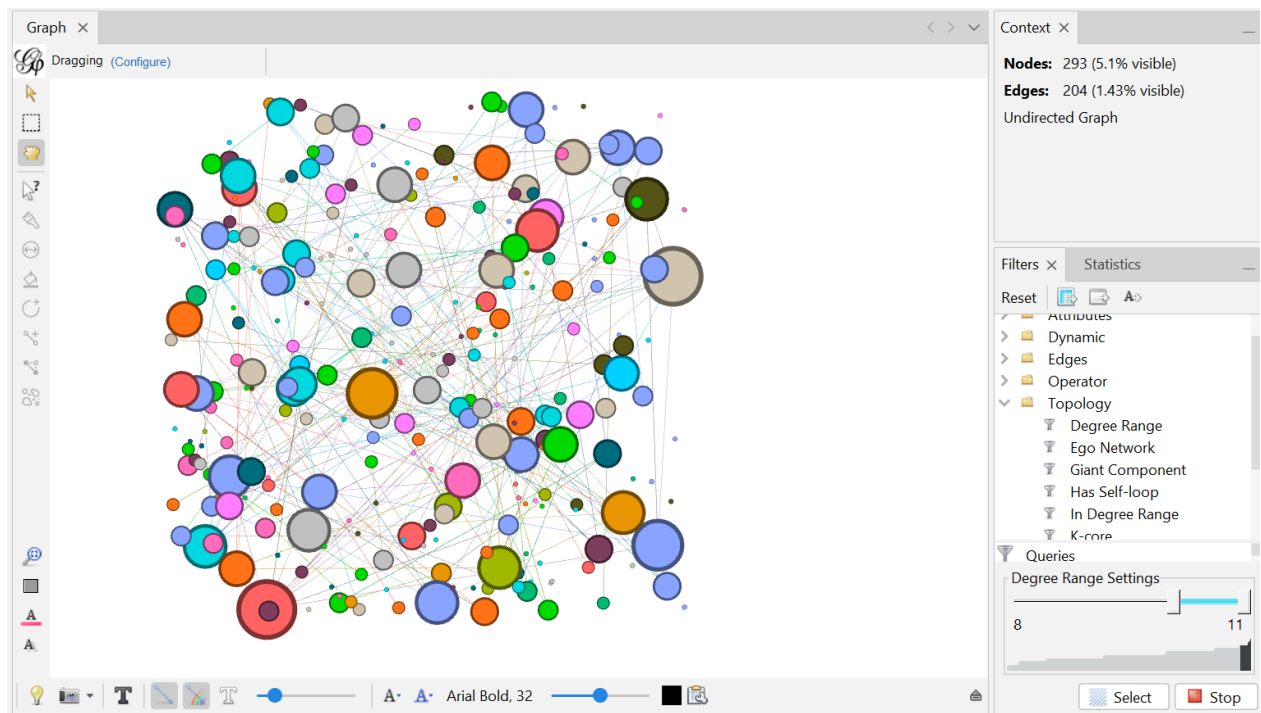 Graph
Context
Dragging (Configure)
Nodes: 293 (5.1% visible)
Edges: 204 (1.43% visible)
Undirected Graph
Filters
Statistics
Reset
A
Attributes
Dynamic
Edges
Operator
Topology
Degree Range
Ego Network
Giant Component
Has Self-loop
In Degree Range
K-core
Queries
Degree Range Settings
8
11
A
A
T
T
A
A
Arial Bold, 32
Select
Stop